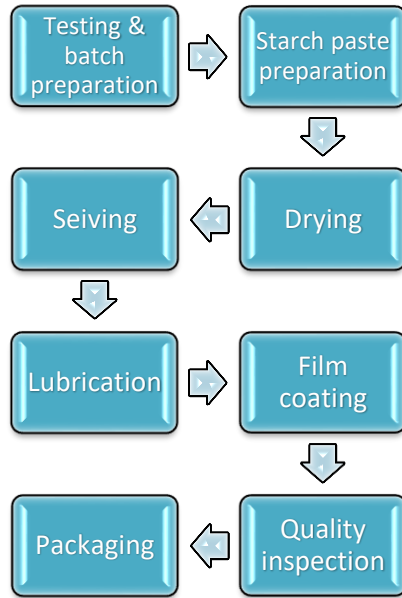 Testing &
batch
preparation
Starch paste
preparation
Drying
Seiving
Lubrication
Film
coating
Quality
inspection
Packaging